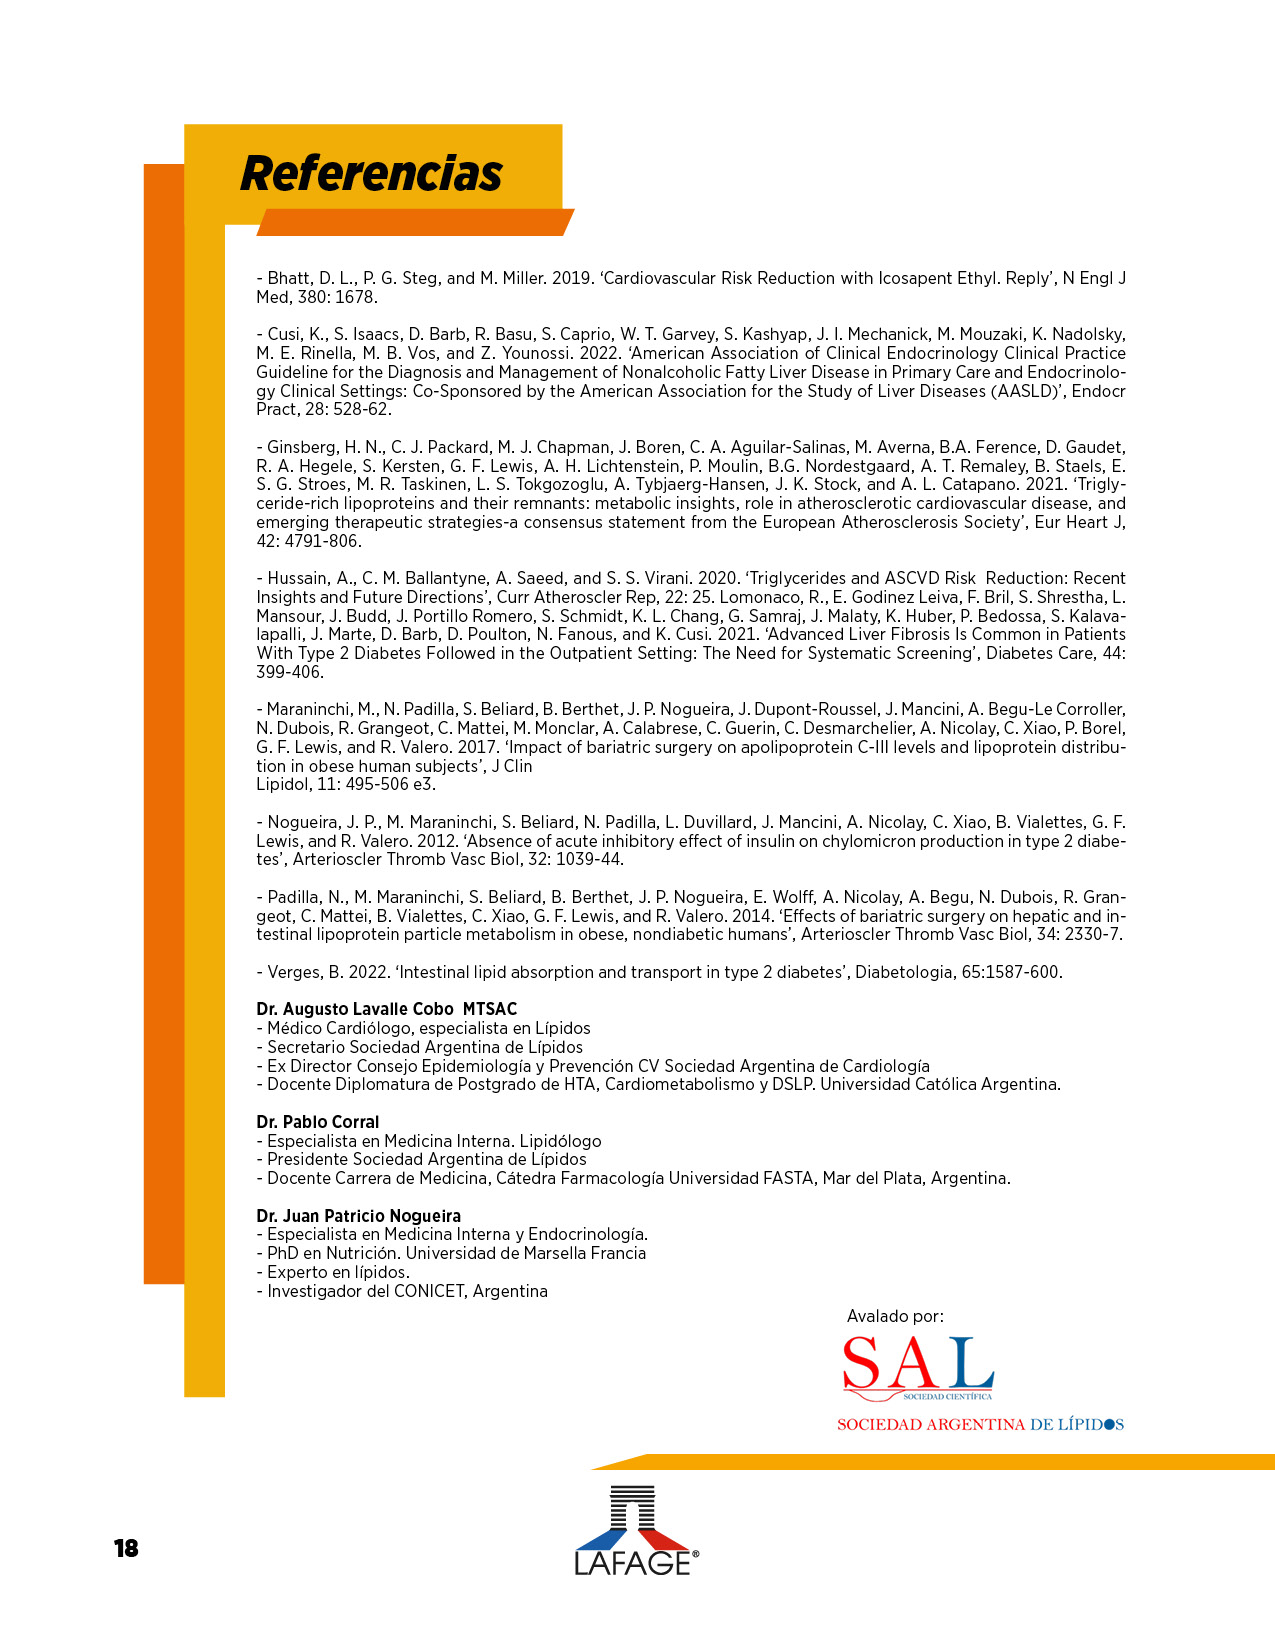 Referencias
- Bhatt, D. L., P. G. Steg, and M. Miller. 2019. ‘Cardiovascular Risk Reduction with Icosapent Ethyl. Reply’, N Engl J
Med, 380: 1678.
- Cusi, K., S. Isaacs, D. Barb, R. Basu, S. Caprio, W. T. Garvey, S. Kashyap, J. I. Mechanick, M. Mouzaki, K. Nadolsky,
M. E. Rinella, M. B. Vos, and Z. Younossi. 2022. ‘American Association of Clinical Endocrinology Clinical Practice
Guideline for the Diagnosis and Management of Nonalcoholic Fatty Liver Disease in Primary Care and Endocrinolo-
gy Clinical Settings: Co-Sponsored by the American Association for the Study of Liver Diseases (AASLD)’, Endocr
Pract, 28: 528-62.
- Ginsberg, H. N., C. J. Packard, M. J. Chapman, J. Boren, C. A. Aguilar-Salinas, M. Averna, B.A. Ference, D. Gaudet,
R. A. Hegele, S. Kersten, G. F. Lewis, A. H. Lichtenstein, P. Moulin, B.G. Nordestgaard, A. T. Remaley, B. Staels, E.
S. G. Stroes, M. R. Taskinen, L. S. Tokgozoglu, A. Tybjaerg-Hansen, J. K. Stock, and A. L. Catapano. 2021. ‘Trigly-
ceride-rich lipoproteins and their remnants: metabolic insights, role in atherosclerotic cardiovascular disease, and
emerging therapeutic strategies-a consensus statement from the European Atherosclerosis Society’, Eur Heart J,
42: 4791-806.
- Hussain, A., C. M. Ballantyne, A. Saeed, and S. S. Virani. 2020. ‘Triglycerides and ASCVD Risk  Reduction: Recent
Insights and Future Directions’, Curr Atheroscler Rep, 22: 25. Lomonaco, R., E. Godinez Leiva, F. Bril, S. Shrestha, L.
Mansour, J. Budd, J. Portillo Romero, S. Schmidt, K. L. Chang, G. Samraj, J. Malaty, K. Huber, P. Bedossa, S. Kalava-
lapalli, J. Marte, D. Barb, D. Poulton, N. Fanous, and K. Cusi. 2021. ‘Advanced Liver Fibrosis Is Common in Patients
With Type 2 Diabetes Followed in the Outpatient Setting: The Need for Systematic Screening’, Diabetes Care, 44:
399-406.
- Maraninchi, M., N. Padilla, S. Beliard, B. Berthet, J. P. Nogueira, J. Dupont-Roussel, J. Mancini, A. Begu-Le Corroller,
N. Dubois, R. Grangeot, C. Mattei, M. Monclar, A. Calabrese, C. Guerin, C. Desmarchelier, A. Nicolay, C. Xiao, P. Borel,
G. F. Lewis, and R. Valero. 2017. ‘Impact of bariatric surgery on apolipoprotein C-III levels and lipoprotein distribu-
tion in obese human subjects’, J Clin
Lipidol, 11: 495-506 e3.
- Nogueira, J. P., M. Maraninchi, S. Beliard, N. Padilla, L. Duvillard, J. Mancini, A. Nicolay, C. Xiao, B. Vialettes, G. F.
Lewis, and R. Valero. 2012. ‘Absence of acute inhibitory effect of insulin on chylomicron production in type 2 diabe-
tes’, Arterioscler Thromb Vasc Biol, 32: 1039-44.
- Padilla, N., M. Maraninchi, S. Beliard, B. Berthet, J. P. Nogueira, E. Wolff, A. Nicolay, A. Begu, N. Dubois, R. Gran-
geot, C. Mattei, B. Vialettes, C. Xiao, G. F. Lewis, and R. Valero. 2014. ‘Effects of bariatric surgery on hepatic and in-
testinal lipoprotein particle metabolism in obese, nondiabetic humans’, Arterioscler Thromb Vasc Biol, 34: 2330-7.
- Verges, B. 2022. ‘Intestinal lipid absorption and transport in type 2 diabetes’, Diabetologia, 65:1587-600.
Dr. Augusto Lavalle Cobo  MTSAC
- Médico Cardiólogo, especialista en Lípidos
- Secretario Sociedad Argentina de Lípidos
- Ex Director Consejo Epidemiología y Prevención CV Sociedad Argentina de Cardiología
- Docente Diplomatura de Postgrado de HTA, Cardiometabolismo y DSLP. Universidad Católica Argentina.
Dr. Pablo Corral
- Especialista en Medicina Interna. Lipidólogo
- Presidente Sociedad Argentina de Lípidos
- Docente Carrera de Medicina, Cátedra Farmacología Universidad FASTA, Mar del Plata, Argentina.
Dr. Juan Patricio Nogueira
- Especialista en Medicina Interna y Endocrinología.
- PhD en Nutrición. Universidad de Marsella Francia
- Experto en lípidos.
- Investigador del CONICET, Argentina
Avalado por:
SAL
SOCIEDAD CIENTÍFICA
SOCIEDAD ARGENTINA DE LÍPIDOS
18
LAFAGE®